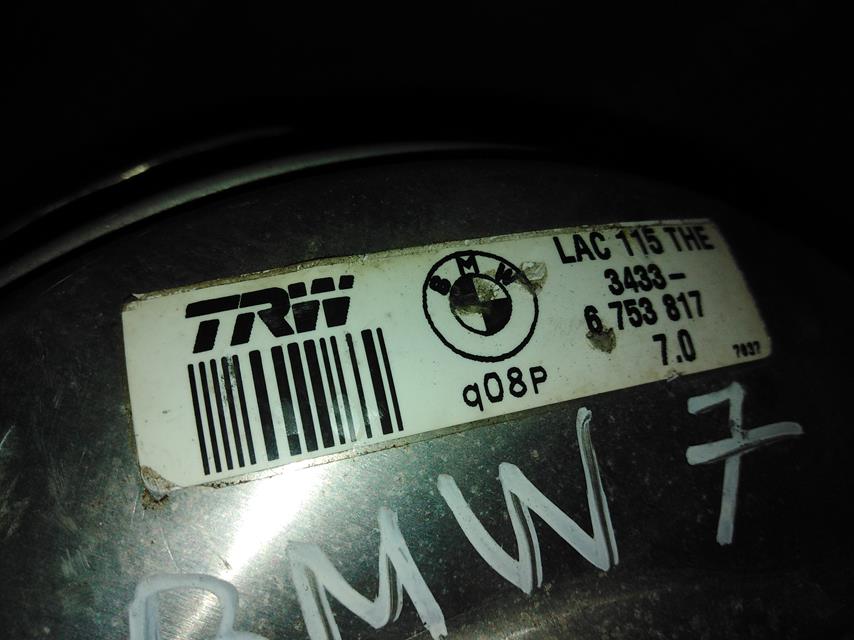 TRW
BMW
q08P
LAC 115 THE
3433-
6 753 817
7.0
7037
BMW 7